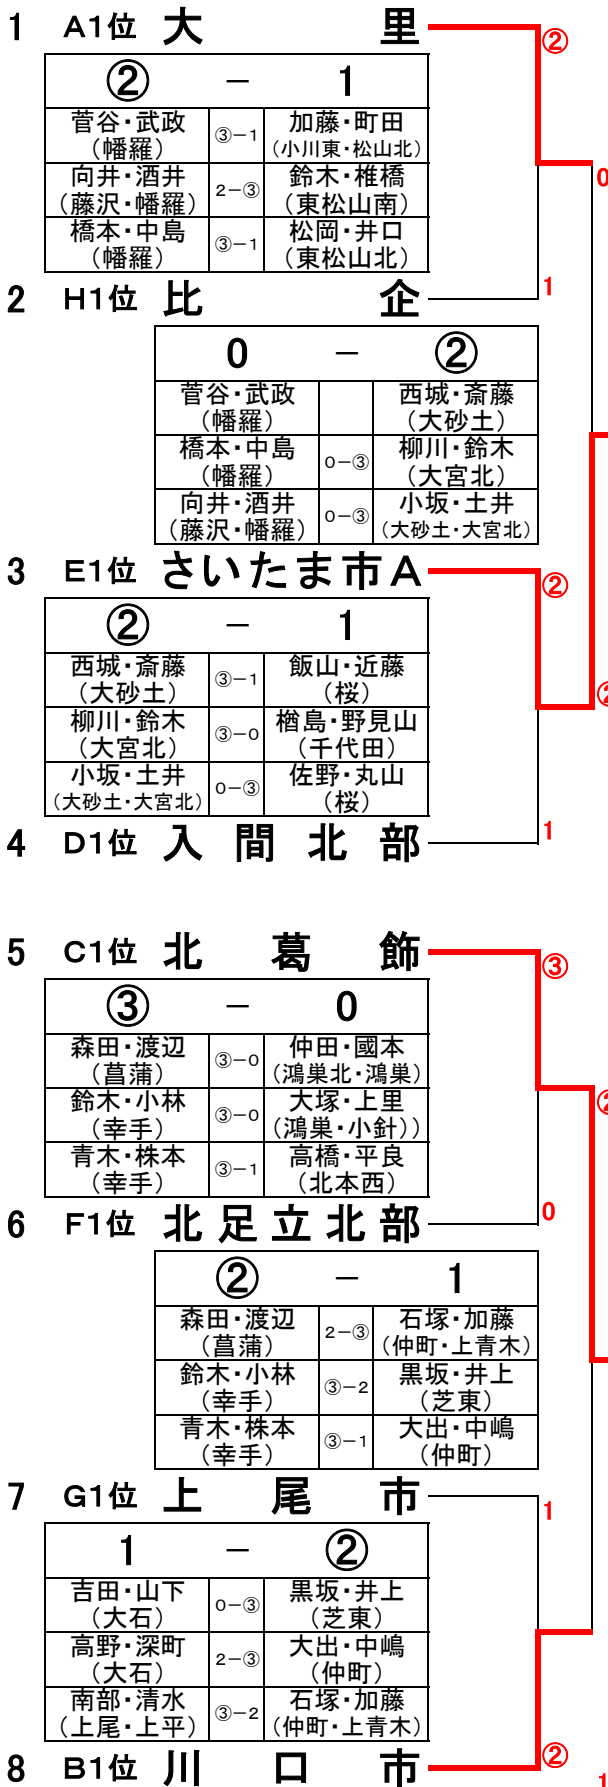 1 A1位 大 里
②
② － 1
菅谷・武政 ③－1 加藤・町田
（幡羅） （小川東・松山北）
0
向井・酒井 2－③ 鈴木・椎橋
（藤沢・幡羅） （東松山南）
橋本・中島 ③－1 松岡・井口
（幡羅） （東松山北）
1
2 H1位 比 企
0 － ②
菅谷・武政 西城・斎藤
（幡羅） （大砂土）
橋本・中島 0－③ 柳川・鈴木
（幡羅） （大宮北）
向井・酒井 0－③ 小坂・土井
（藤沢・幡羅） （大砂土・大宮北）
3 E1位 さいたま市A
②
② － 1
西城・斎藤 ③－1 飯山・近藤
（大砂土） （桜）
②
柳川・鈴木 ③－0 楢島・野見山
（大宮北） （千代田）
小坂・土井 0－③ 佐野・丸山
（大砂土・大宮北） （桜）
1
4 D1位 入間北部
5 C1位 北葛飾
③
③ － 0
森田・渡辺 ③－0 仲田・國本
（菖蒲） （鴻巣北・鴻巣）
鈴木・小林 ③－0 大塚・上里
（幸手） （鴻巣・小針））
②
青木・株本 ③－1 高橋・平良
（幸手） （北本西）
0
6 F1位 北足立北部
② － 1
森田・渡辺 2－③ 石塚・加藤
（菖蒲） （仲町・上青木）
鈴木・小林 ③－2 黒坂・井上
（幸手） （芝東）
青木・株本 ③－1 大出・中嶋
（幸手） （仲町）
7 G1位 上尾市
1
1 － ②
吉田・山下 0－③ 黒坂・井上
（大石） （芝東）
高野・深町 2－③ 大出・中嶋
（大石） （仲町）
南部・清水 ③－2 石塚・加藤
（上尾・上平） （仲町・上青木）
②
8 B1位 川口市
1